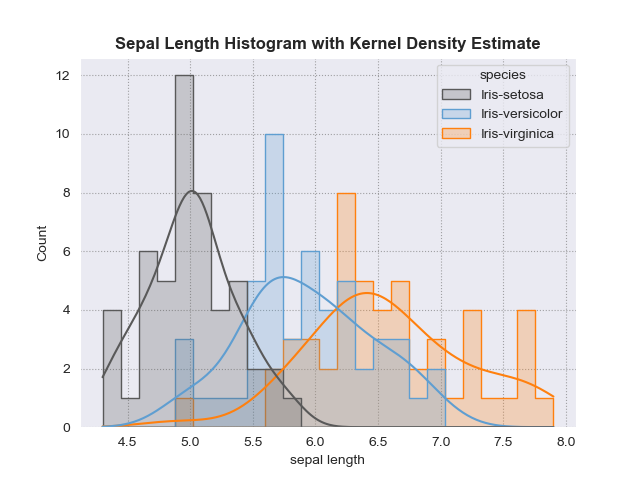 Sepal Length Histogram with Kernel Density Estimate
species
Iris-setosa
Iris-versicolor
Iris-virginica
Count
12
10
8
6
4
2
0
4.5 5.0 5.5 6.0 6.5 7.0 7.5 8.0
sepal length